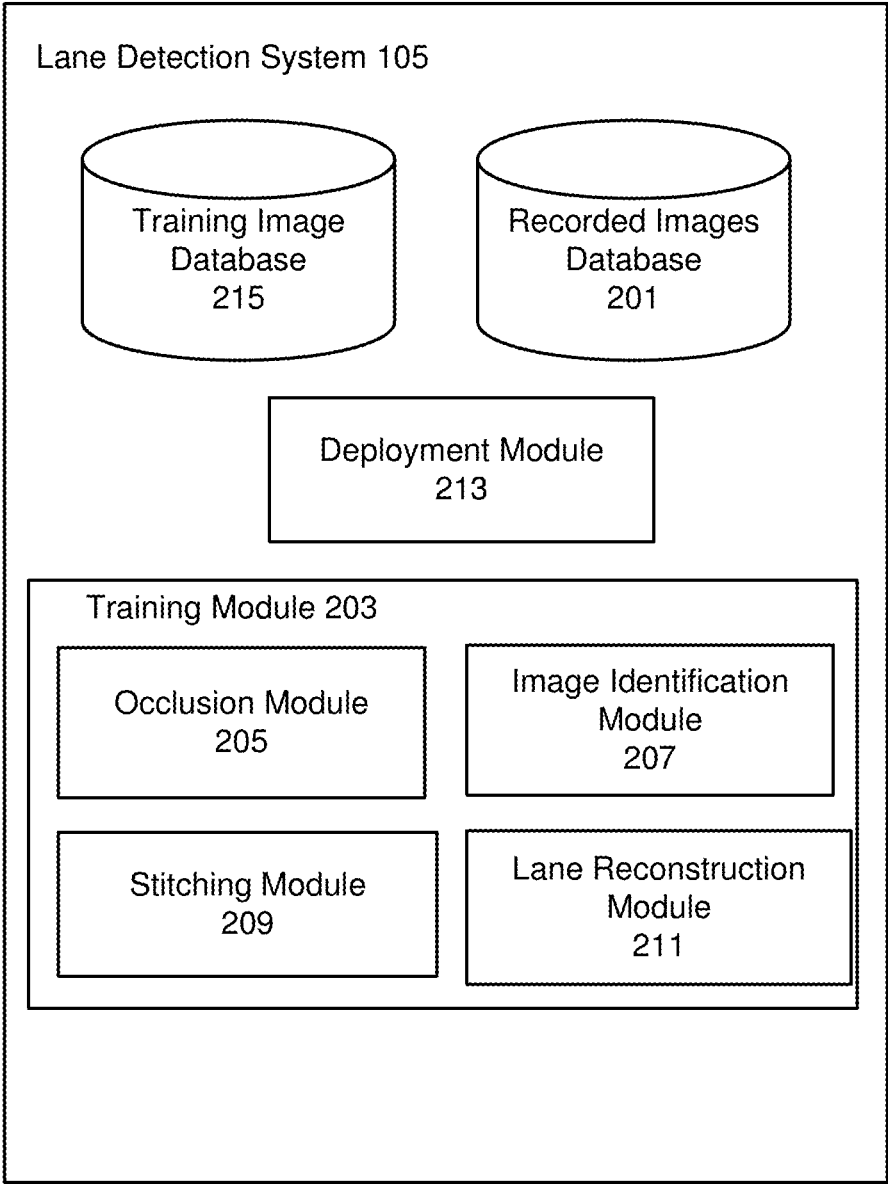 Lane Detection System 105
Training Image
Database
215
Recorded Images
Database
201
Deployment Module
213
Training Module 203
Occlusion Module
205
Image Identification
Module
207
Stitching Module
209
Lane Reconstruction
Module
211